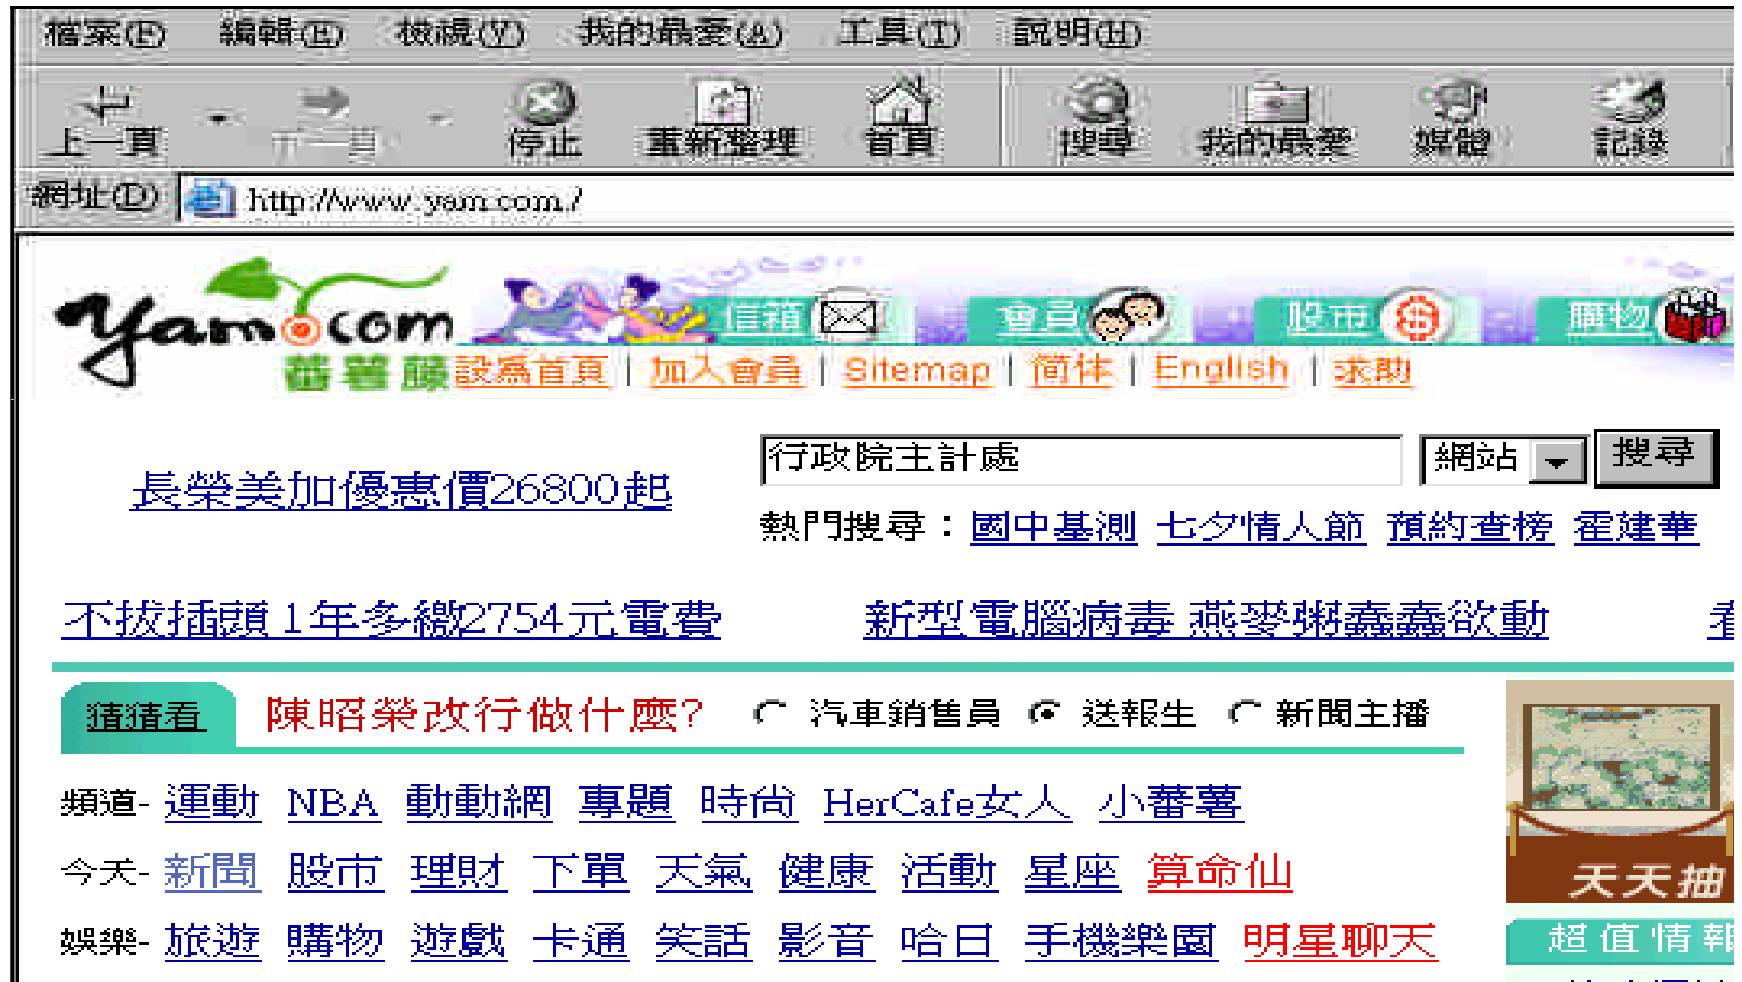 檔案(F) 編輯(E) 檢視(V) 我的最愛(A) 工具(T) 說明(H)
上一頁 下一頁 停止 重新整理 首頁 搜尋 我的最愛 媒體 記錄
網址(D) http://www.yam.com/
yam.com 信箱 會員 股市 購物
蕃薯藤 設為首頁 | 加入會員 | Sitemap | 简体 | English | 求助
行政院主計處 網站 搜尋
長榮美加優惠價26800起
熱門搜尋：國中基測 七夕情人節 預約查榜 霍建華
不拔插頭 1年多繳2754元電費 新型電腦病毒 燕麥粥蠢蠢欲動
猜猜看 陳昭榮改行做什麼? 汽車銷售員 送報生 新聞主播
頻道- 運動 NBA 動動網 專題 時尚 HerCafe女人 小蕃薯
今天- 新聞 股市 理財 下單 天氣 健康 活動 星座 算命仙
天天抽
娛樂- 旅遊 購物 遊戲 卡通 笑話 影音 哈日 手機樂園 明星聊天
超值情報